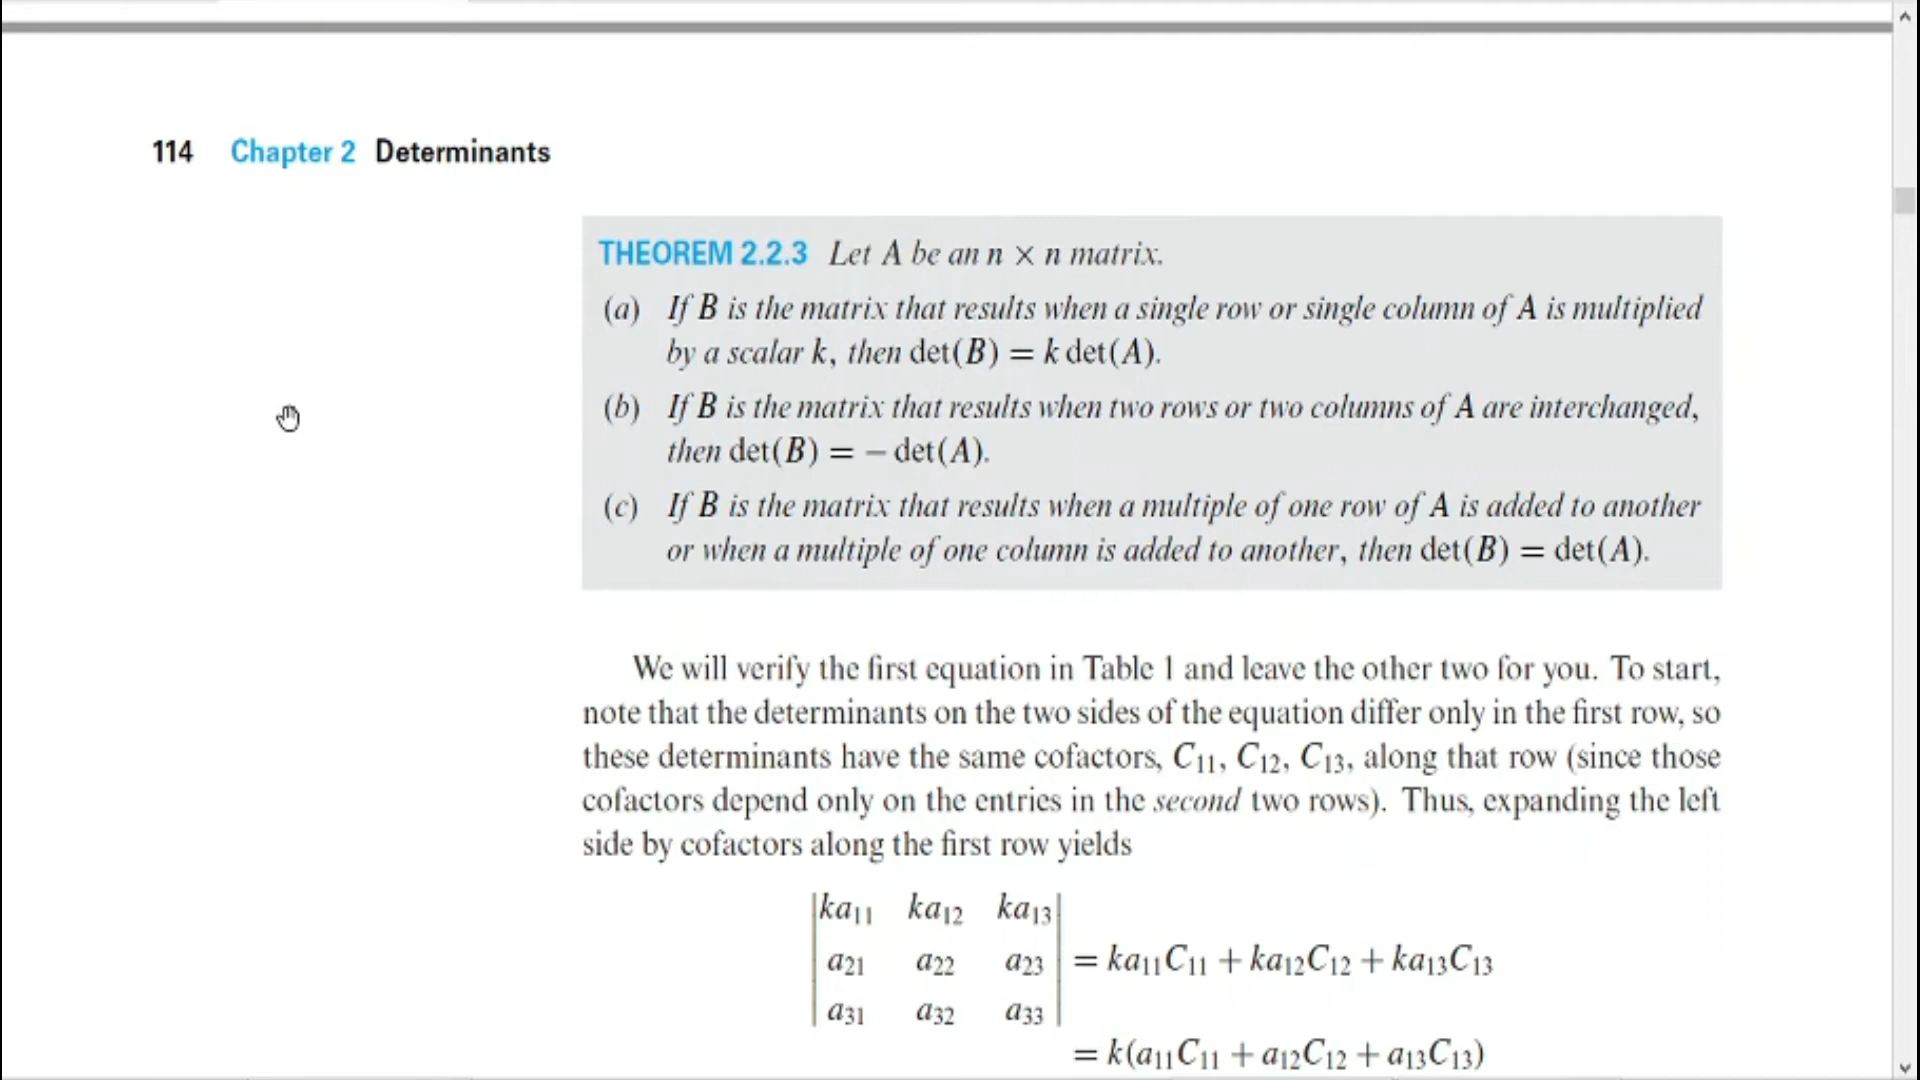 114 Chapter 2 Determinants
THEOREM 2.2.3 Let A be an n × n matrix.
(a) If B is the matrix that results when a single row or single column of A is multiplied
by a scalar k, then det(B) = k det(A).
(b) If B is the matrix that results when two rows or two columns of A are interchanged,
then det(B) = − det(A).
(c) If B is the matrix that results when a multiple of one row of A is added to another
or when a multiple of one column is added to another, then det(B) = det(A).
We will verify the first equation in Table 1 and leave the other two for you. To start,
note that the determinants on the two sides of the equation differ only in the first row, so
these determinants have the same cofactors, C₁₁, C₁₂, C₁₃, along that row (since those
cofactors depend only on the entries in the second two rows). Thus, expanding the left
side by cofactors along the first row yields
|ka₁₁ ka₁₂ ka₁₃|
|a₂₁ a₂₂ a₂₃| = ka₁₁C₁₁ + ka₁₂C₁₂ + ka₁₃C₁₃
|a₃₁ a₃₂ a₃₃|
= k(a₁₁C₁₁ + a₁₂C₁₂ + a₁₃C₁₃)